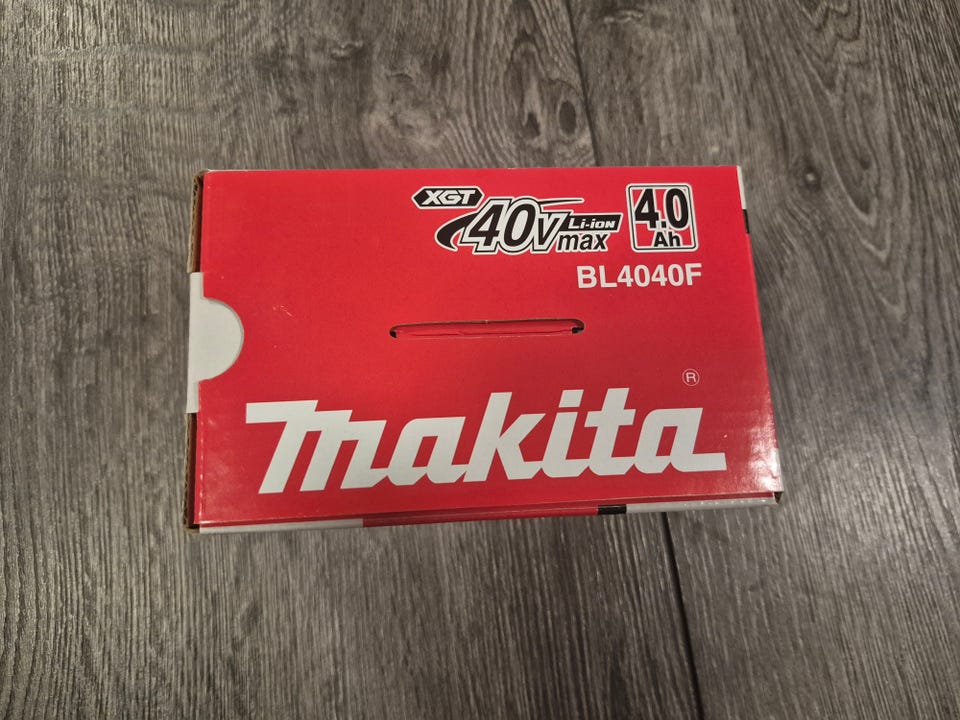 XGT
40v max Li-ion
4.0 Ah
BL4040F
makita ®